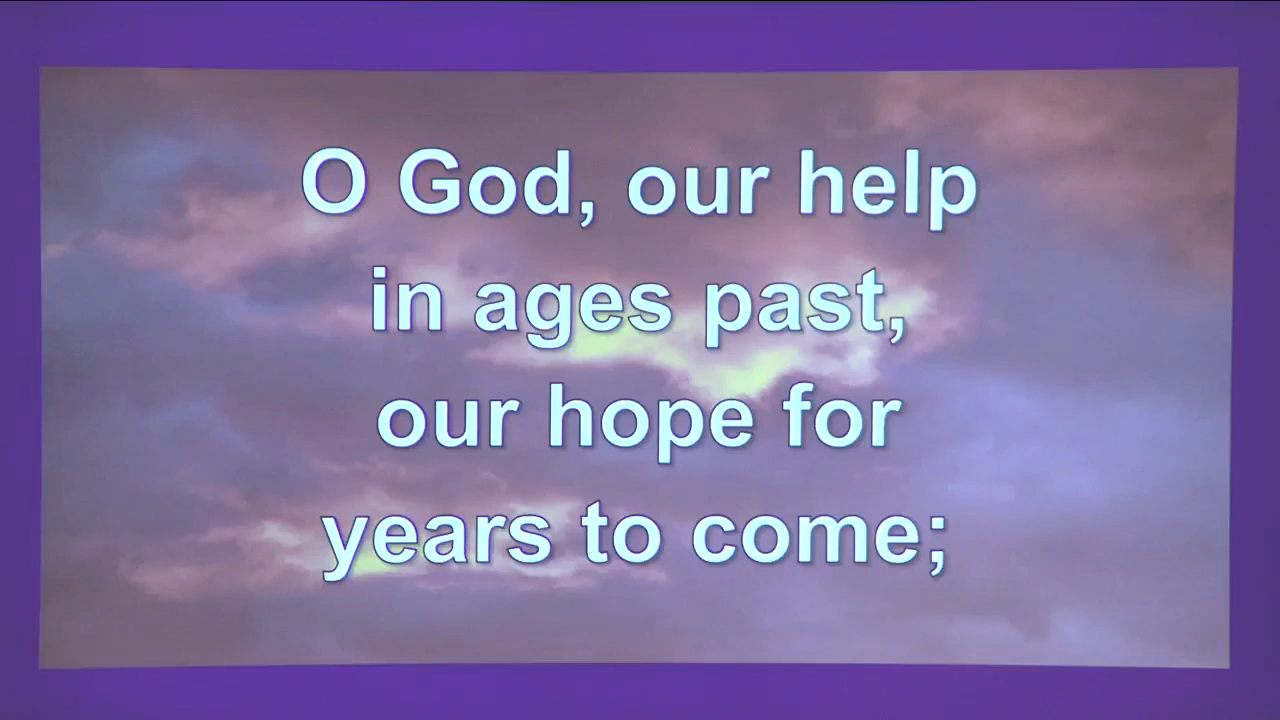 O God, our help
in ages past,
our hope for
years to come;